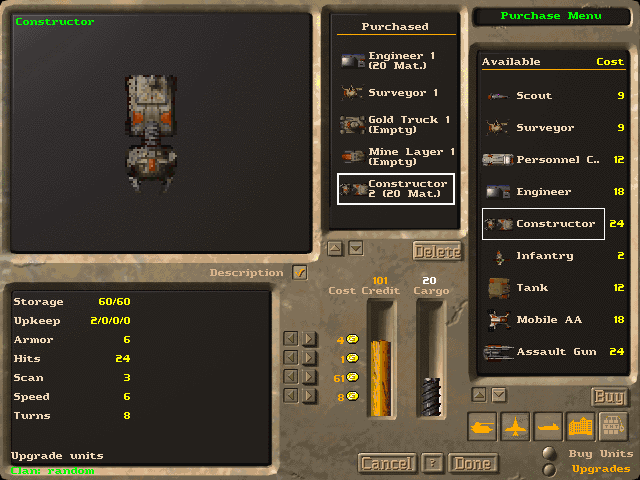 Constructor
Purchased
Engineer 1
(20 Mat.)
Surveyor 1
Gold Truck 1
(Empty)
Mine Layer 1
(Empty)
Constructor
2 (20 Mat.)
Delete
Purchase Menu
Available Cost
Scout 9
Surveyor 9
Personnel C.. 12
Engineer 18
Constructor 24
Infantry 2
Tank 12
Mobile AA 18
Assault Gun 24
Buy
Description
Storage 60/60
Upkeep 2/0/0/0
Armor 6
Hits 24
Scan 3
Speed 6
Turns 8
Upgrade units
Clan: random
101 20
Cost Credit Cargo
4
1
61
8
Cancel ? Done
Buy Units
Upgrades